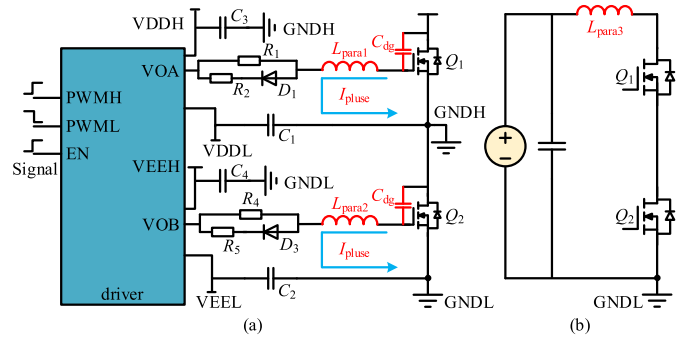 VDDH
C3
GNDH
VOA
R1
R2
D1
Lpara1
Cdg
Q1
Ipluse
GNDH
PWMH
PWML
EN
Signal
VDDL
C1
VEEH
C4
GNDL
VOB
R4
R5
D3
Lpara2
Cdg
Q2
Ipluse
VEEL
C2
GNDL
driver
(a)
Lpara3
Q1
Q2
GNDL
(b)